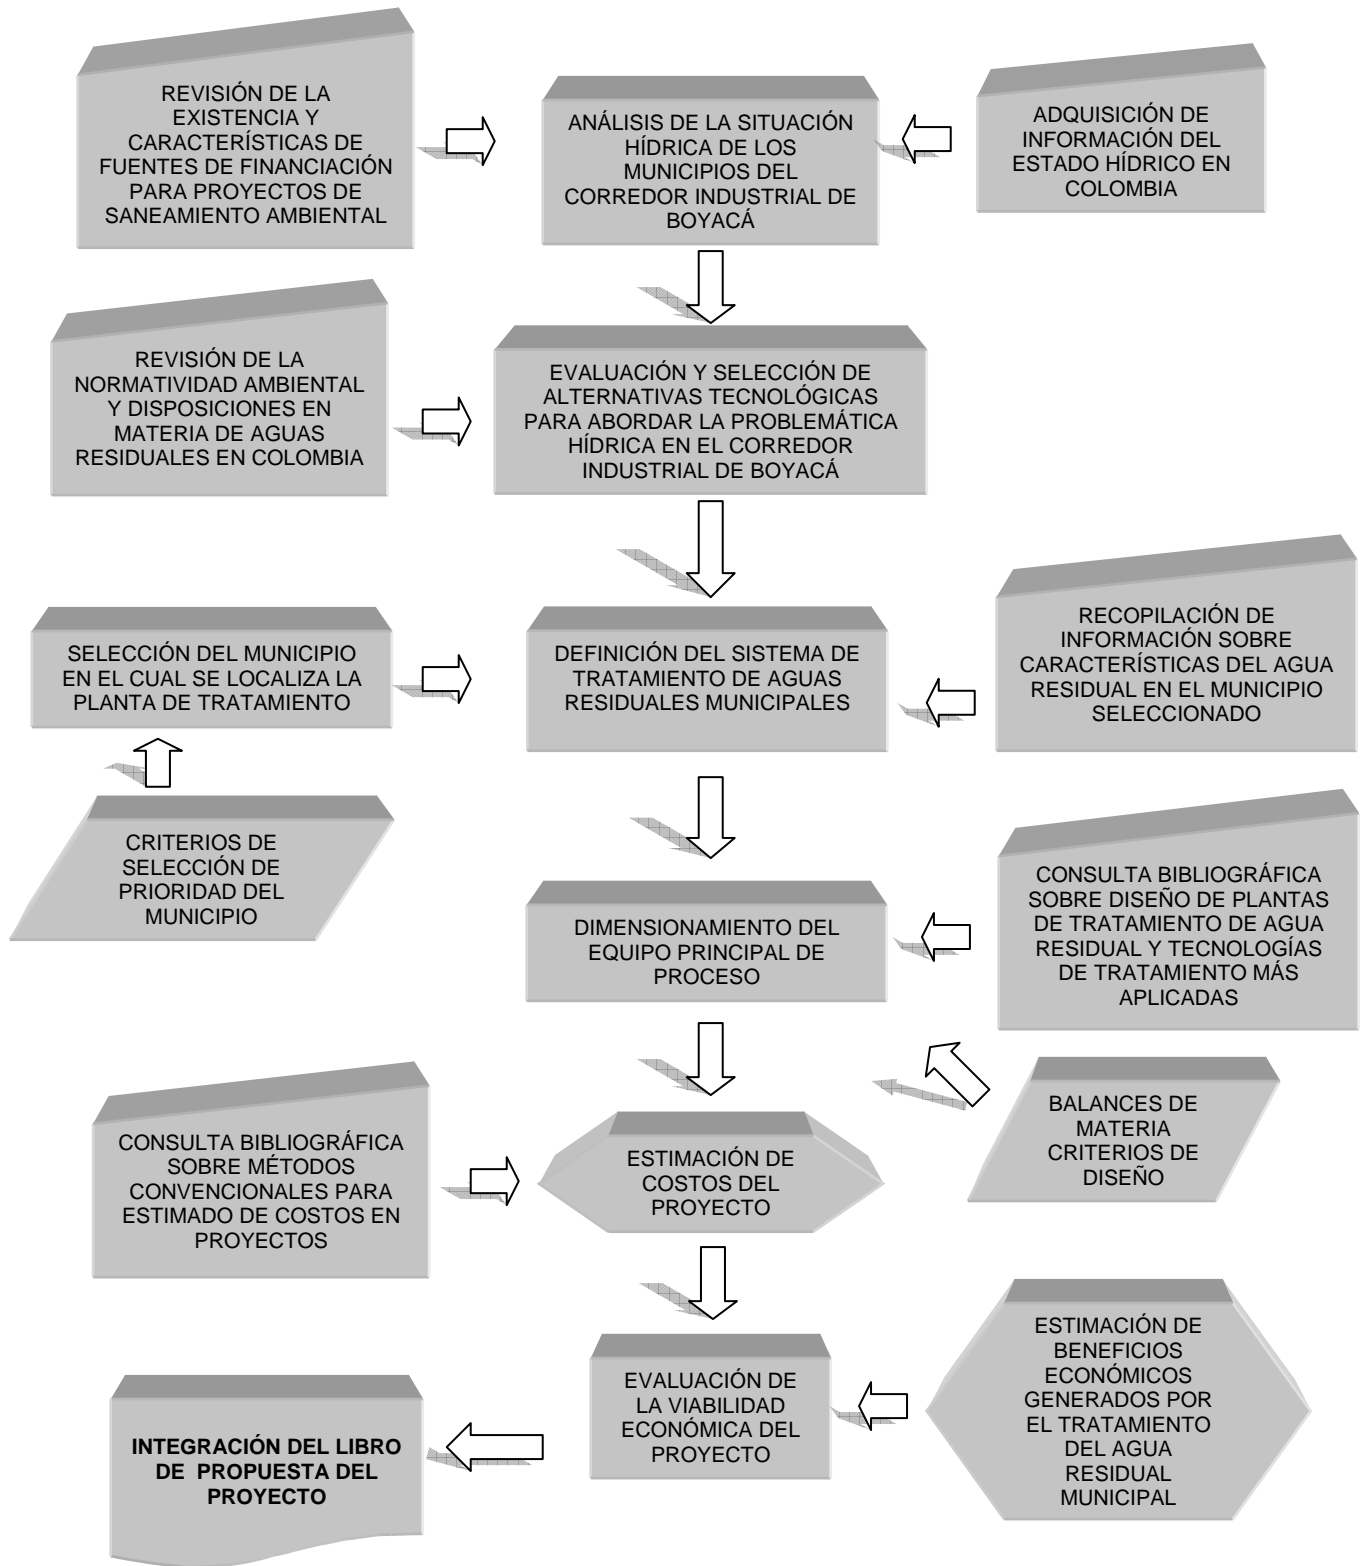 REVISIÓN DE LA
EXISTENCIA Y
CARACTERÍSTICAS DE
FUENTES DE FINANCIACIÓN
PARA PROYECTOS DE
SANEAMIENTO AMBIENTAL
ANÁLISIS DE LA SITUACIÓN
HÍDRICA DE LOS
MUNICIPIOS DEL
CORREDOR INDUSTRIAL DE
BOYACÁ
ADQUISICIÓN DE
INFORMACIÓN DEL
ESTADO HÍDRICO EN
COLOMBIA
REVISIÓN DE LA
NORMATIVIDAD AMBIENTAL
Y DISPOSICIONES EN
MATERIA DE AGUAS
RESIDUALES EN COLOMBIA
EVALUACIÓN Y SELECCIÓN DE
ALTERNATIVAS TECNOLÓGICAS
PARA ABORDAR LA PROBLEMÁTICA
HÍDRICA EN EL CORREDOR
INDUSTRIAL DE BOYACÁ
SELECCIÓN DEL MUNICIPIO
EN EL CUAL SE LOCALIZA LA
PLANTA DE TRATAMIENTO
DEFINICIÓN DEL SISTEMA DE
TRATAMIENTO DE AGUAS
RESIDUALES MUNICIPALES
RECOPILACIÓN DE
INFORMACIÓN SOBRE
CARACTERÍSTICAS DEL AGUA
RESIDUAL EN EL MUNICIPIO
SELECCIONADO
CRITERIOS DE
SELECCIÓN DE
PRIORIDAD DEL
MUNICIPIO
DIMENSIONAMIENTO DEL
EQUIPO PRINCIPAL DE
PROCESO
CONSULTA BIBLIOGRÁFICA
SOBRE DISEÑO DE PLANTAS
DE TRATAMIENTO DE AGUA
RESIDUAL Y TECNOLOGÍAS
DE TRATAMIENTO MÁS
APLICADAS
BALANCES DE
MATERIA
CRITERIOS DE
DISEÑO
CONSULTA BIBLIOGRÁFICA
SOBRE MÉTODOS
CONVENCIONALES PARA
ESTIMADO DE COSTOS EN
PROYECTOS
ESTIMACIÓN DE
COSTOS DEL
PROYECTO
EVALUACIÓN DE
LA VIABILIDAD
ECONÓMICA DEL
PROYECTO
ESTIMACIÓN DE
BENEFICIOS
ECONÓMICOS
GENERADOS POR
EL TRATAMIENTO
DEL AGUA
RESIDUAL
MUNICIPAL
INTEGRACIÓN DEL LIBRO
DE PROPUESTA DEL
PROYECTO